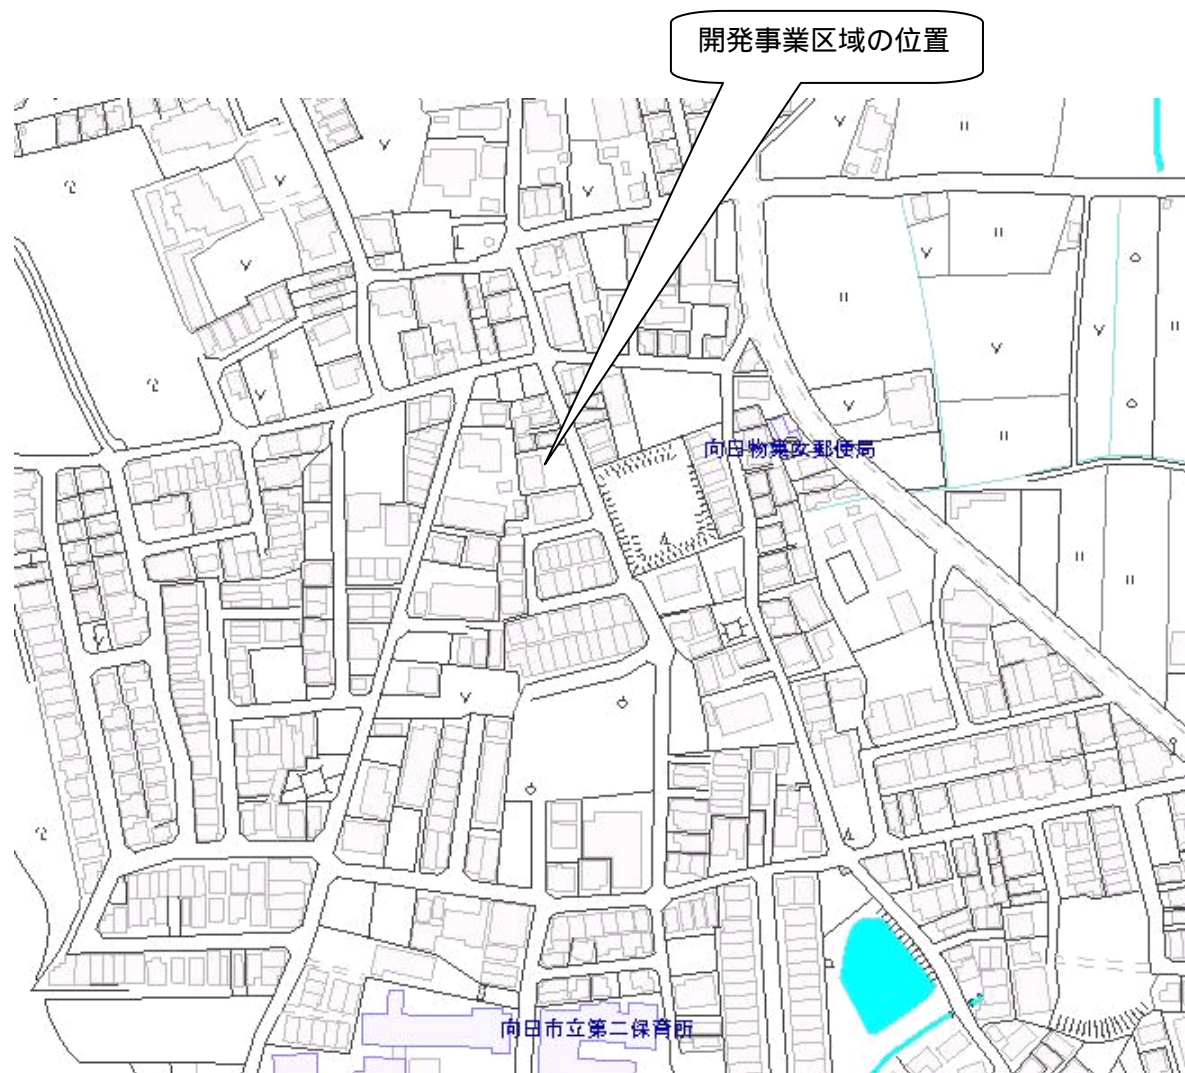 開発事業区域の位置
向日物集女郵便局
向日市立第二保育所